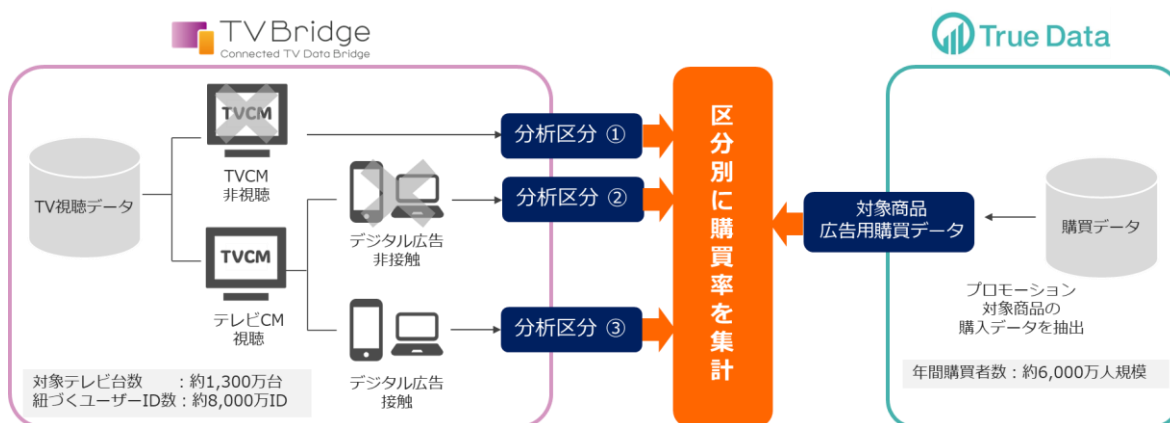 TVBridge
Connected TV Data Bridge
True Data
TV視聴データ
TVCM
TVCM
非視聴
TVCM
テレビCM
視聴
デジタル広告
非接触
デジタル広告
接触
対象テレビ台数　：約1,300万台
紐づくユーザーID数：約8,000万ID
分析区分 ①
分析区分 ②
分析区分 ③
区分別に購買率を集計
対象商品
広告用購買データ
購買データ
プロモーション
対象商品の
購入データを抽出
年間購買者数：約6,000万人規模